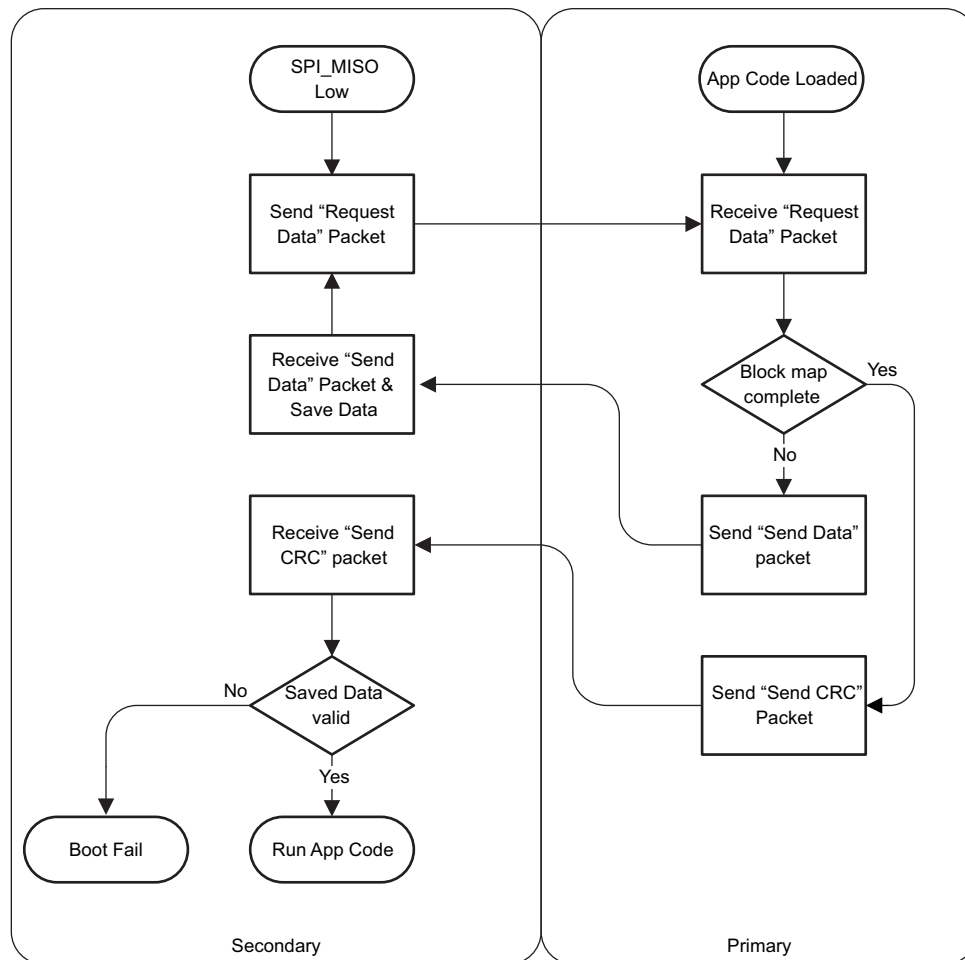 SPI_MISO
Low
App Code Loaded
Send “Request
Data” Packet
Receive “Request
Data” Packet
Receive “Send
Data” Packet &
Save Data
Block map
complete
Yes
No
Receive “Send
CRC” packet
Send “Send Data”
packet
No
Saved Data
valid
Send “Send CRC”
Packet
Yes
Boot Fail
Run App Code
Secondary
Primary